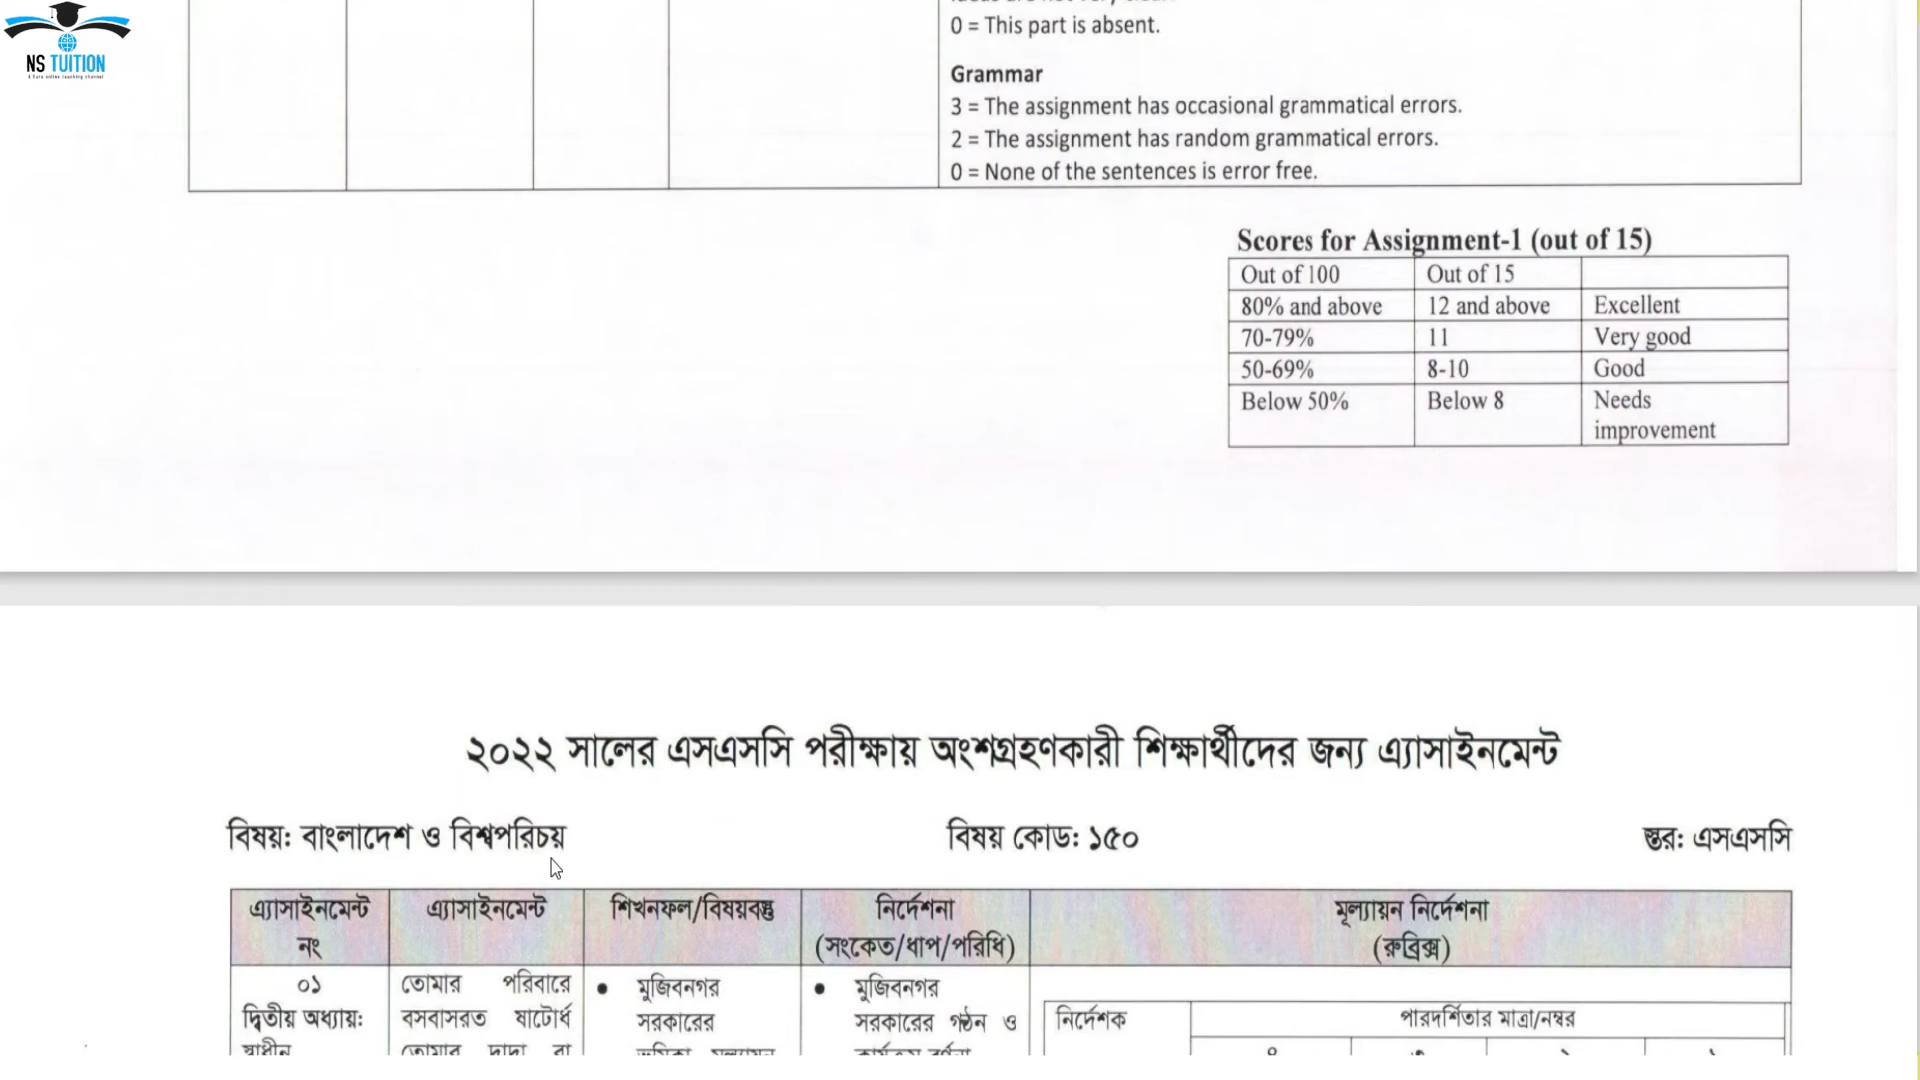 NS TUITION
0 = This part is absent.
Grammar
3 = The assignment has occasional grammatical errors.
2 = The assignment has random grammatical errors.
0 = None of the sentences is error free.
Scores for Assignment-1 (out of 15)
Out of 100 Out of 15
80% and above 12 and above Excellent
70-79% 11 Very good
50-69% 8-10 Good
Below 50% Below 8 Needs
improvement
২০২২ সালের এসএসসি পরীক্ষায় অংশগ্রহণকারী শিক্ষার্থীদের জন্য এ্যাসাইনমেন্ট
বিষয়: বাংলাদেশ ও বিশ্বপরিচয় বিষয় কোড: ১৫০ স্তর: এসএসসি
এ্যাসাইনমেন্ট
নং
এ্যাসাইনমেন্ট
শিখনফল/বিষয়বস্তু
নির্দেশনা
(সংকেত/ধাপ/পরিধি)
মূল্যায়ন নির্দেশনা
(রুব্রিক্স)
০১
দ্বিতীয় অধ্যায়:
স্বাধীন
তোমার পরিবারে
বসবাসরত ষাটোর্ধ
তোমার দাদা বা
• মুজিবনগর
সরকারের
• মুজিবনগর
সরকারের গঠন ও
নির্দেশক
পারদর্শিতার মাত্রা/নম্বর